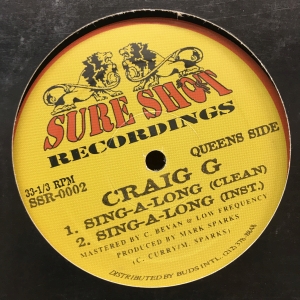 SURE SHOT
RECORDINGS
33-1/3 RPM
SSR-0002
QUEENS SIDE
CRAIG G
1. SING-A-LONG (CLEAN)
2. SING-A-LONG (INST.)
MASTERED BY C. BEVAN & LOW FREQUENCY
PRODUCED BY MARK SPARKS
(C. CURRY/M. SPARKS)
DISTRIBUTED BY BUDS INT'L.